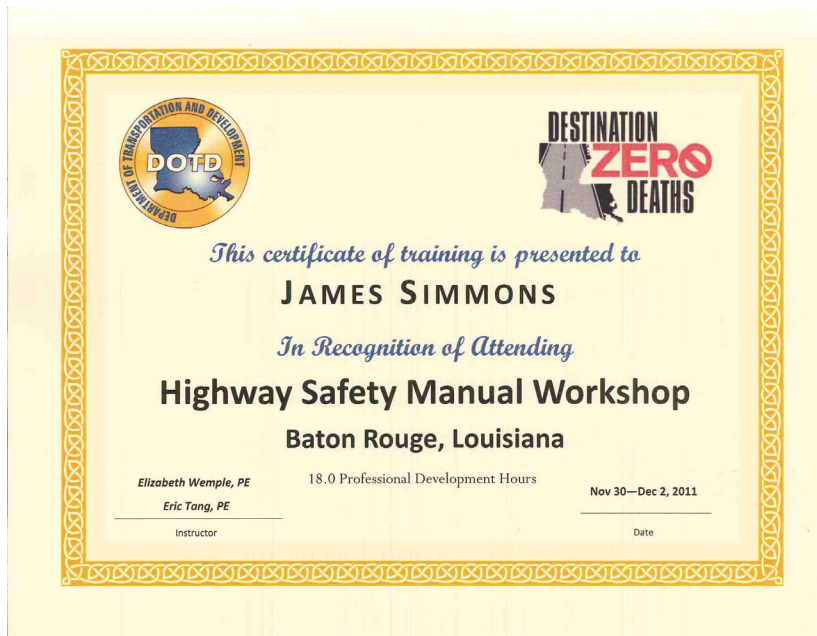 DEPARTMENT OF TRANSPORTATION AND DEVELOPMENT
DOTD
DESTINATION
ZERO
DEATHS
This certificate of training is presented to
JAMES SIMMONS
In Recognition of Attending
Highway Safety Manual Workshop
Baton Rouge, Louisiana
18.0 Professional Development Hours
Elizabeth Wemple, PE
Eric Tang, PE
Instructor
Nov 30—Dec 2, 2011
Date